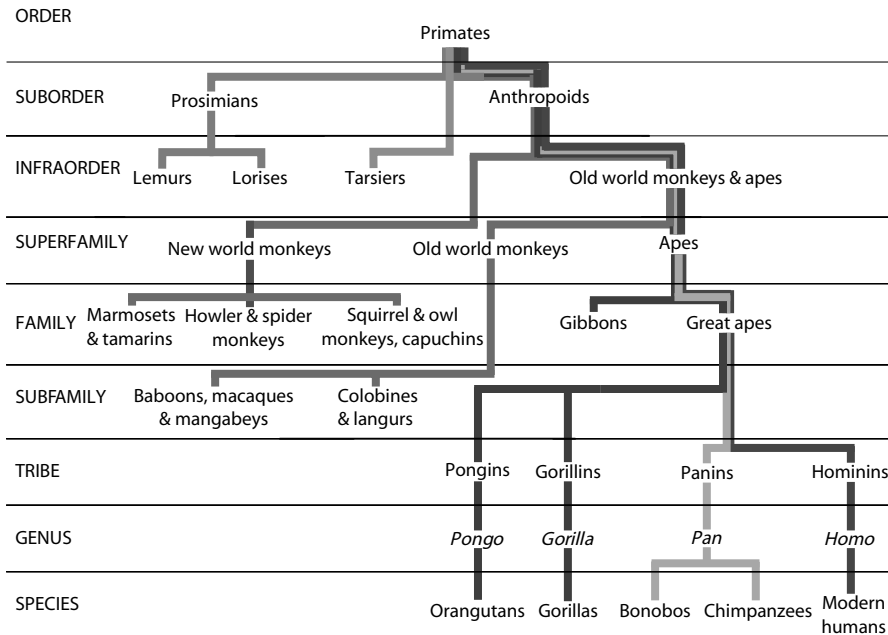 ORDER
Primates
SUBORDER
Prosimians
Anthropoids
INFRAORDER
Lemurs
Lorises
Tarsiers
Old world monkeys & apes
SUPERFAMILY
New world monkeys
Old world monkeys
Apes
FAMILY
Marmosets
& tamarins
Howler & spider
monkeys
Squirrel & owl
monkeys, capuchins
Gibbons
Great apes
SUBFAMILY
Baboons, macaques
& mangabeys
Colobines
& langurs
TRIBE
Pongins
Gorillins
Panins
Hominins
GENUS
Pongo
Gorilla
Pan
Homo
SPECIES
Orangutans
Gorillas
Bonobos
Chimpanzees
Modern
humans